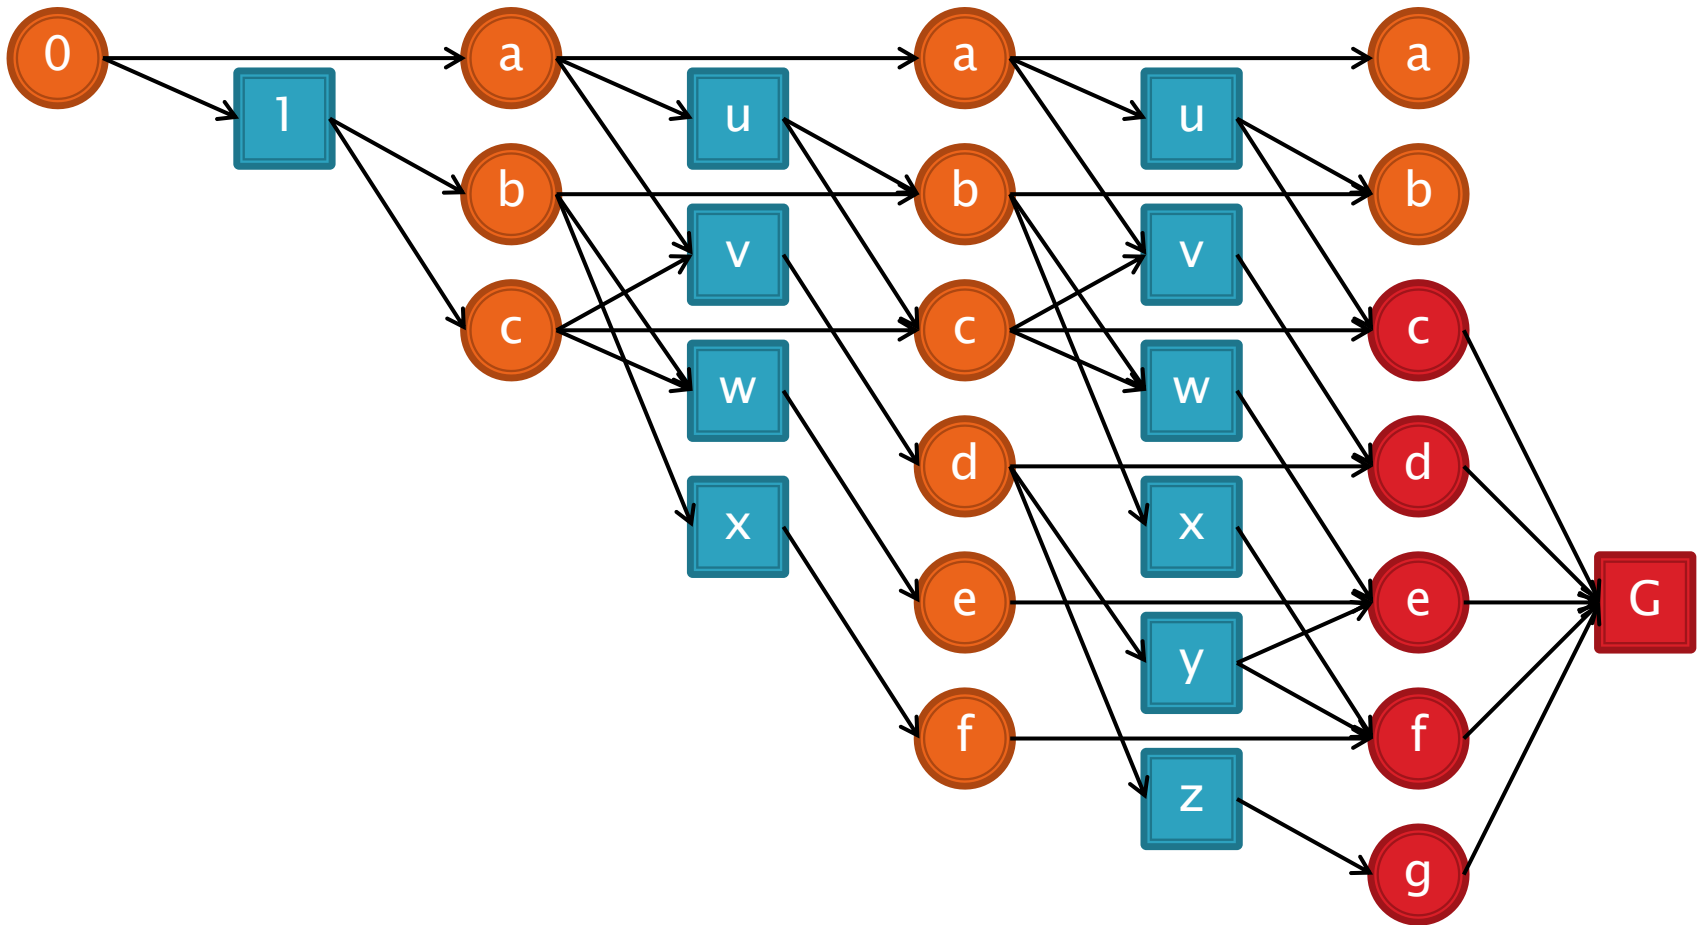 0 a a a
1 u u
b b b
v v
c c c
w w
d d
x x
e e G
y
f f
z
g